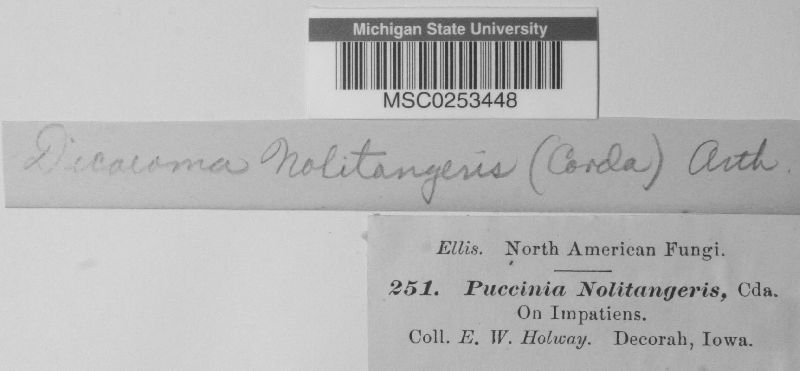 Michigan State University
MSC0253448
Dicaeoma Nolitangeris (Corda) Arth.
Ellis. North American Fungi.
251. Puccinia Nolitangeris, Cda.
On Impatiens.
Coll. E. W. Holway. Decorah, Iowa.